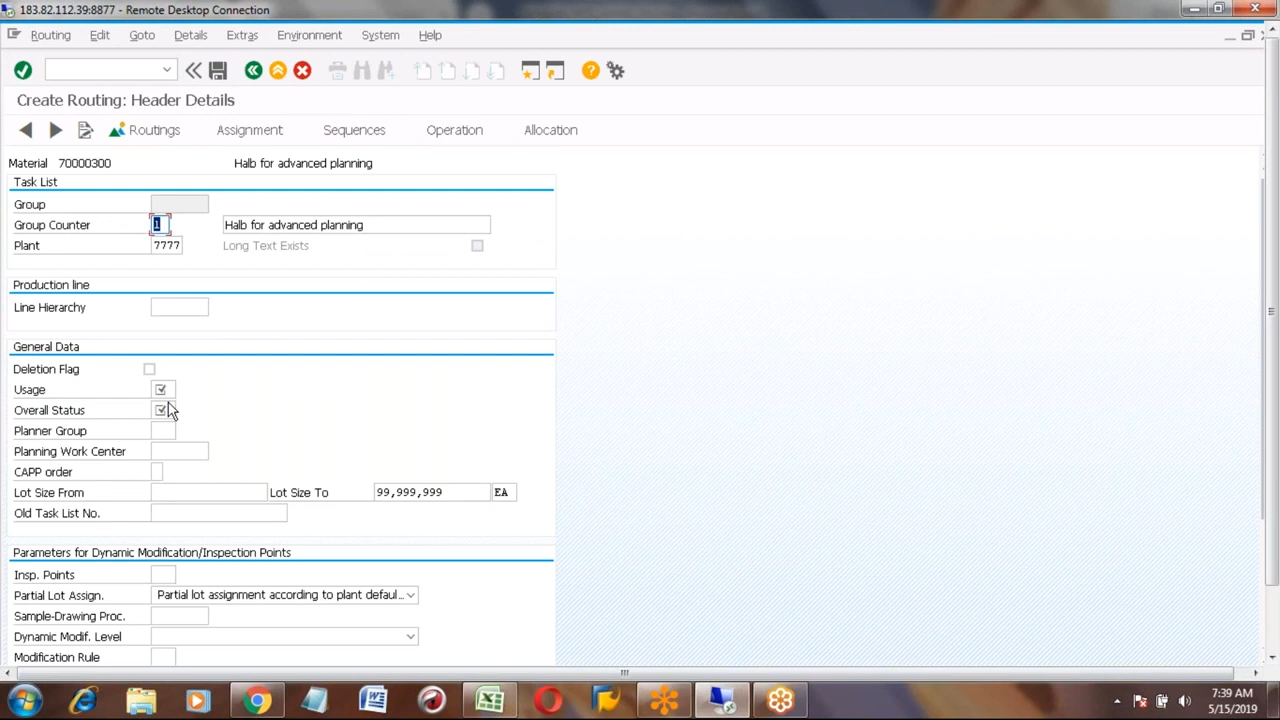 183.82.112.39:8877 - Remote Desktop Connection
Routing Edit Goto Details Extras Environment System Help
Create Routing: Header Details
Routings Assignment Sequences Operation Allocation
Material 70000300 Halb for advanced planning
Task List
Group
Group Counter 1 Halb for advanced planning
Plant 7777 Long Text Exists
Production line
Line Hierarchy
General Data
Deletion Flag
Usage
Overall Status
Planner Group
Planning Work Center
CAPP order
Lot Size From Lot Size To 99,999,999 EA
Old Task List No.
Parameters for Dynamic Modification/Inspection Points
Insp. Points
Partial Lot Assign. Partial lot assignment according to plant defaul...
Sample-Drawing Proc.
Dynamic Modif. Level
Modification Rule
7:39 AM
5/15/2019